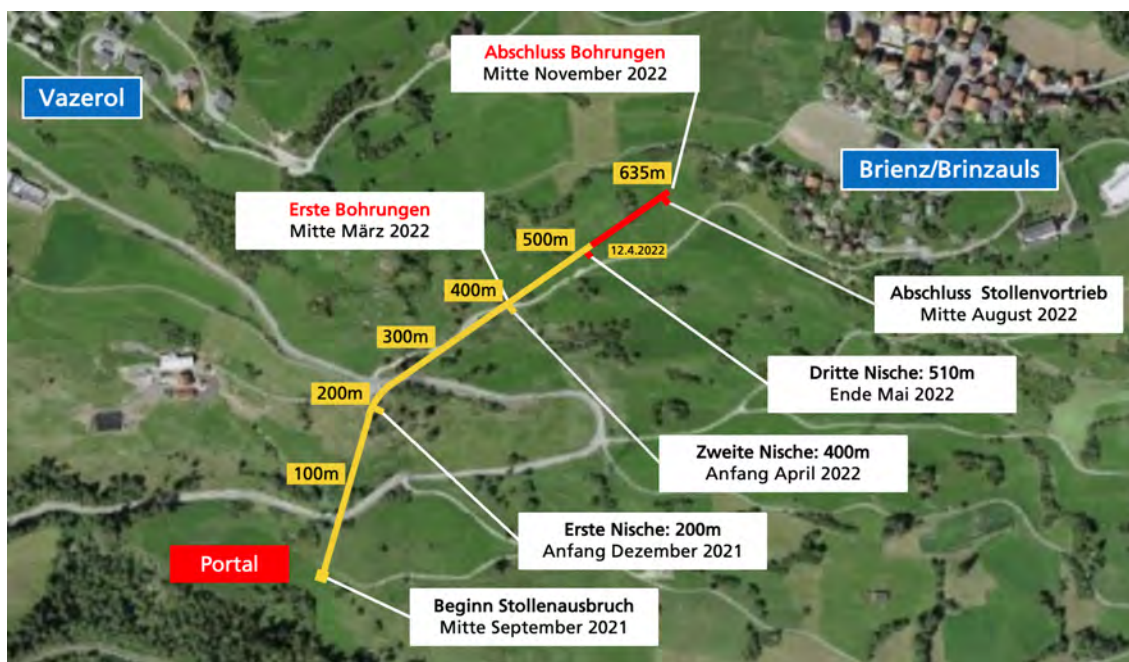 Abschluss Bohrungen
Mitte November 2022
Vazerol
Brienz/Brinzauls
635m
Erste Bohrungen
Mitte März 2022
500m
12.4.2022
400m
Abschluss Stollenvortrieb
Mitte August 2022
300m
Dritte Nische: 510m
Ende Mai 2022
200m
Zweite Nische: 400m
Anfang April 2022
100m
Erste Nische: 200m
Anfang Dezember 2021
Portal
Beginn Stollenausbruch
Mitte September 2021